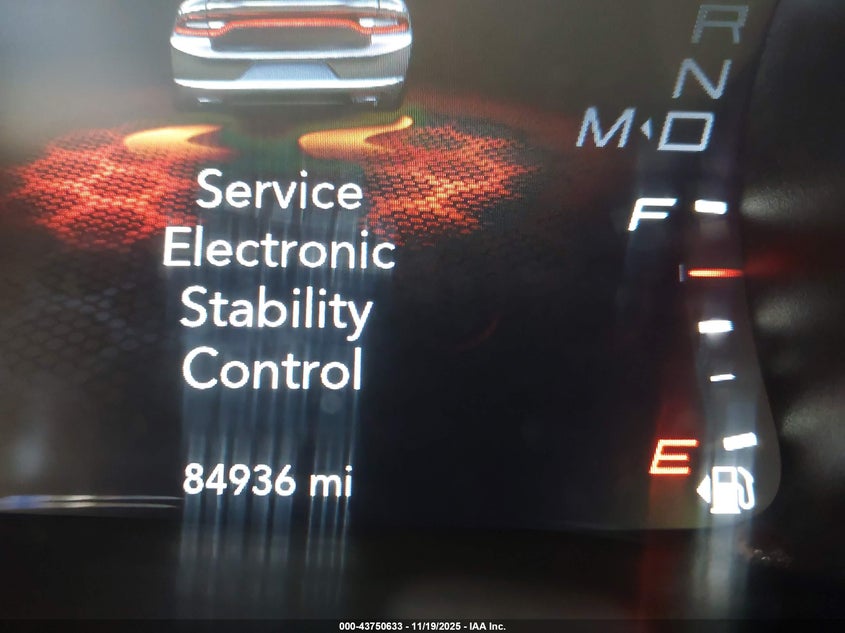 R
N
M D
Service
Electronic
Stability
Control
F
E
84936 mi
000-43750633 - 11/19/2025 - IAA Inc.